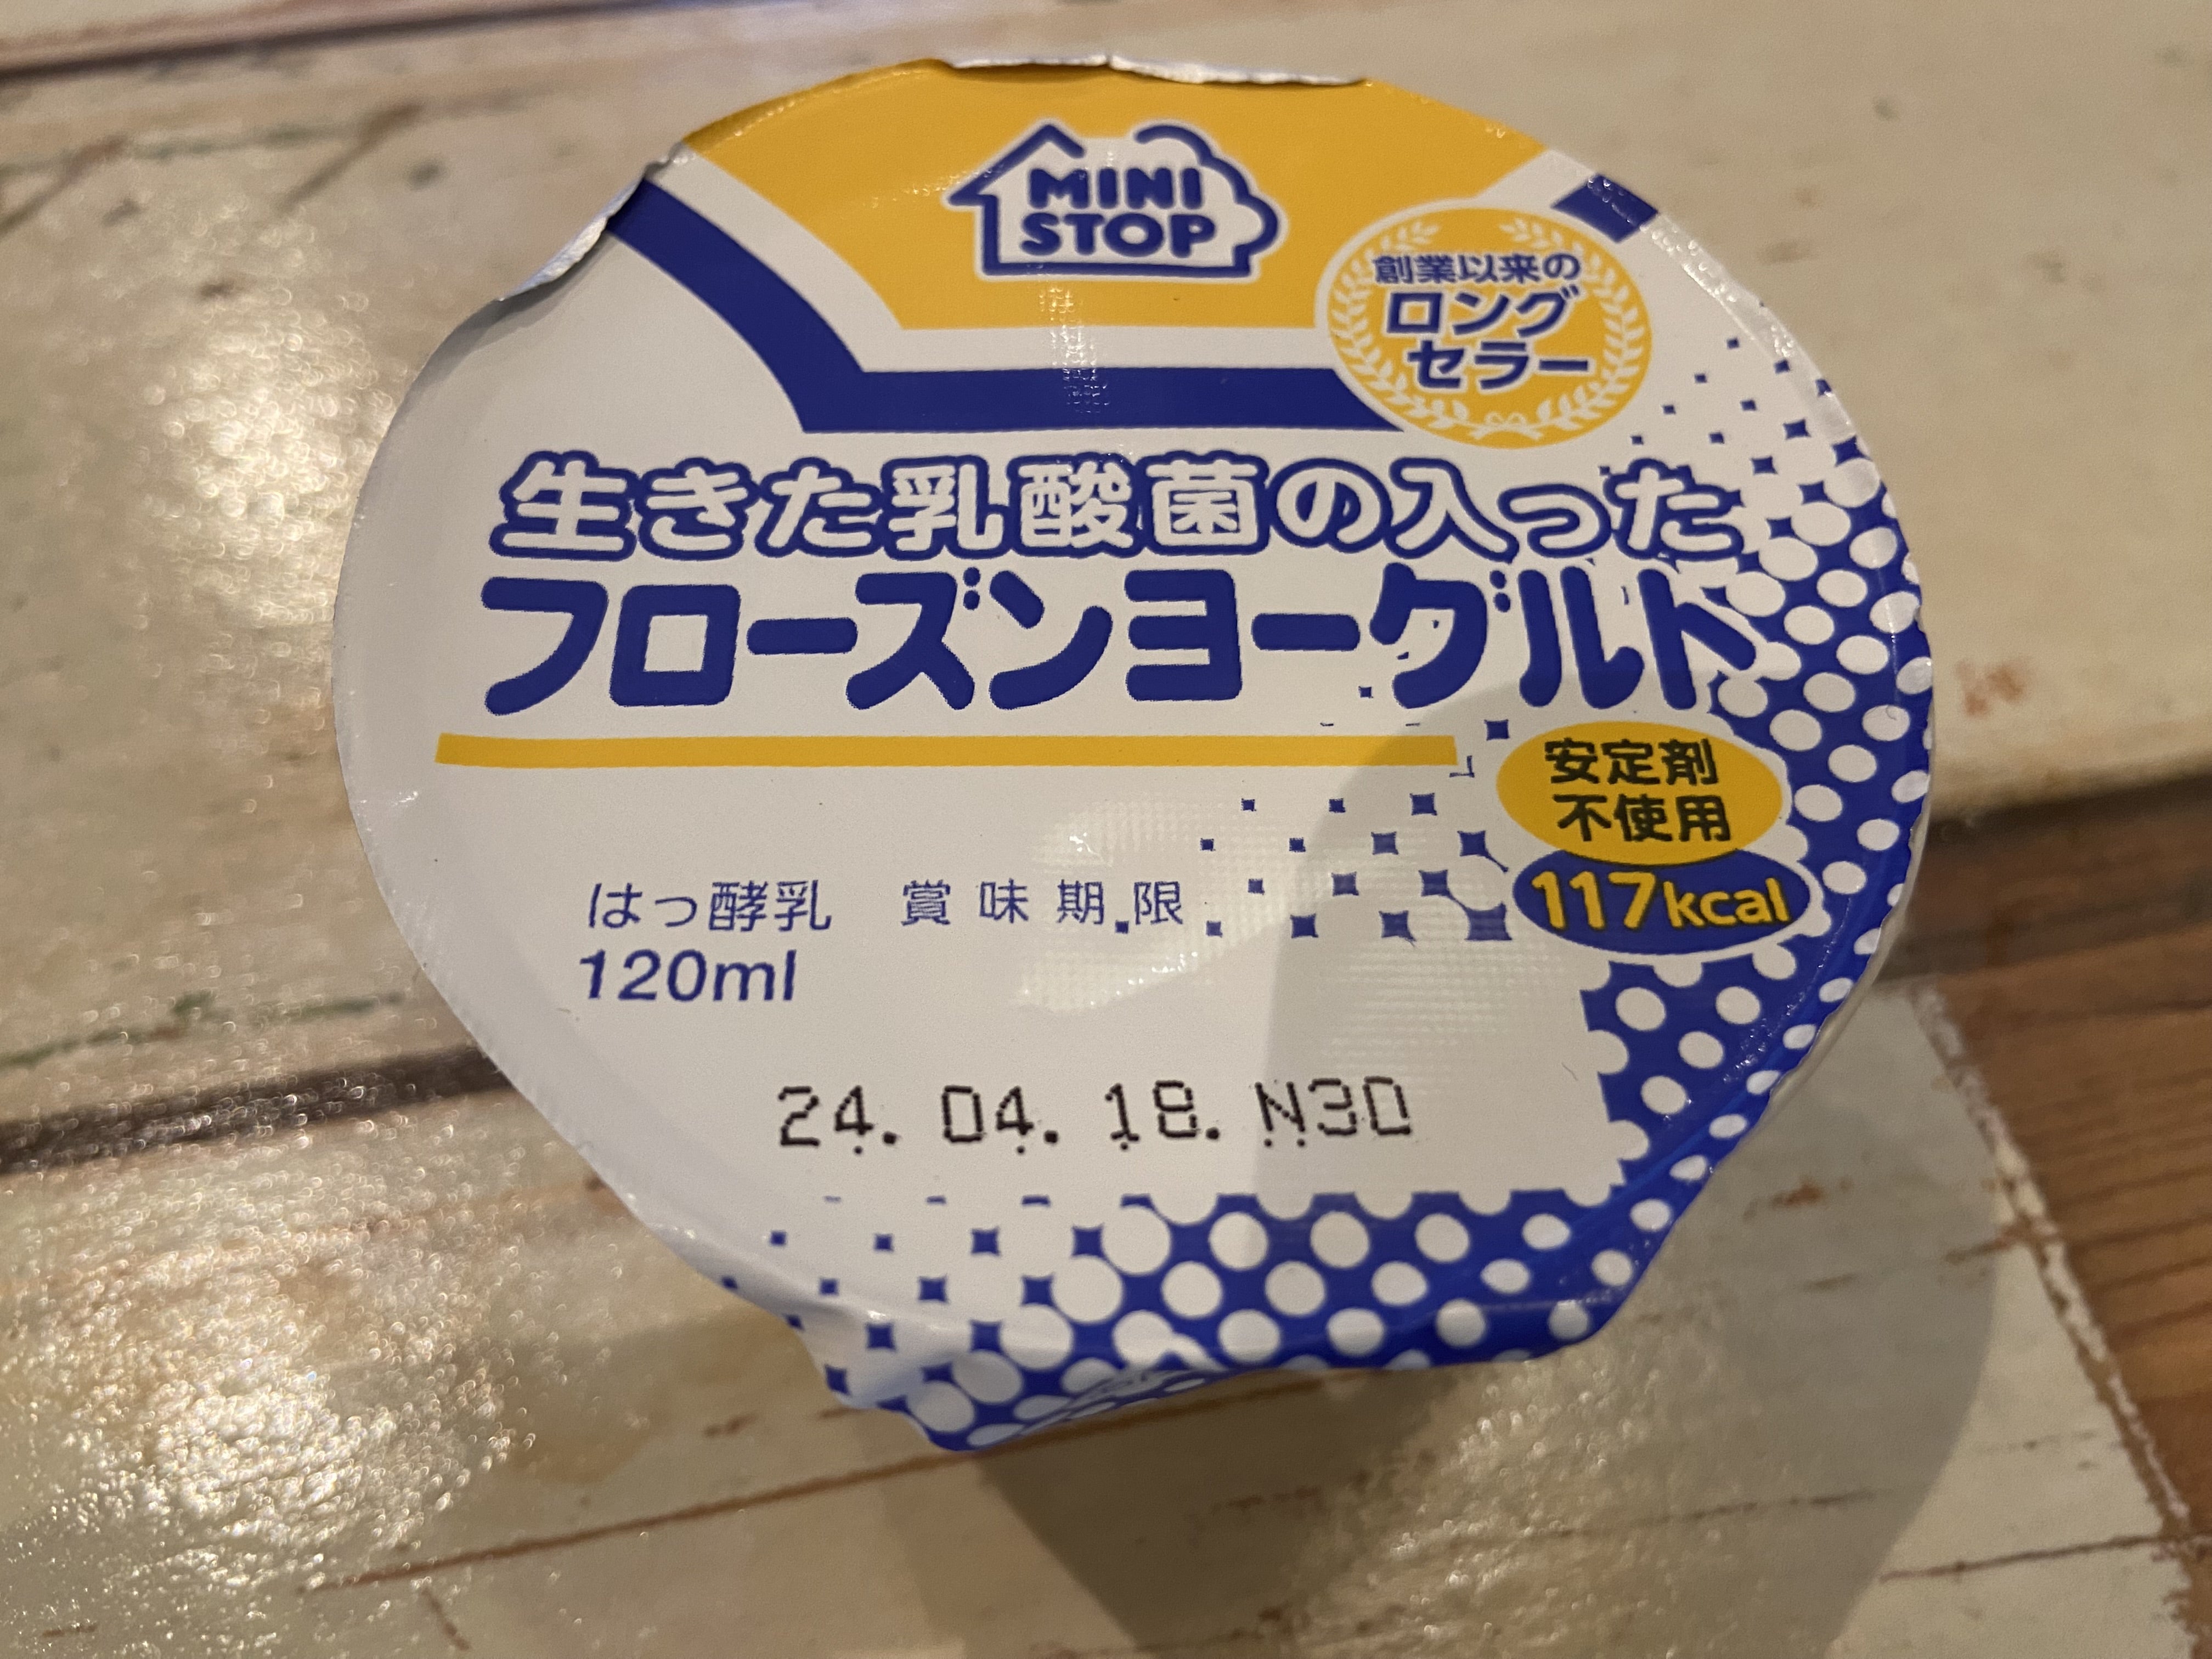 MINI
STOP
創業以来の
ロング
セラー
生きた乳酸菌の入った
フローズンヨーグルト
安定剤
不使用
117kcal
はっ酵乳 賞味期限
120ml
24.04.18.N30